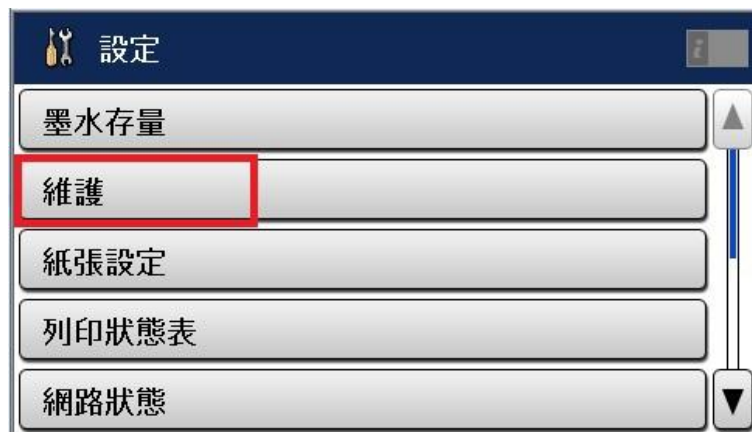 設定
墨水存量
維護
紙張設定
列印狀態表
網路狀態